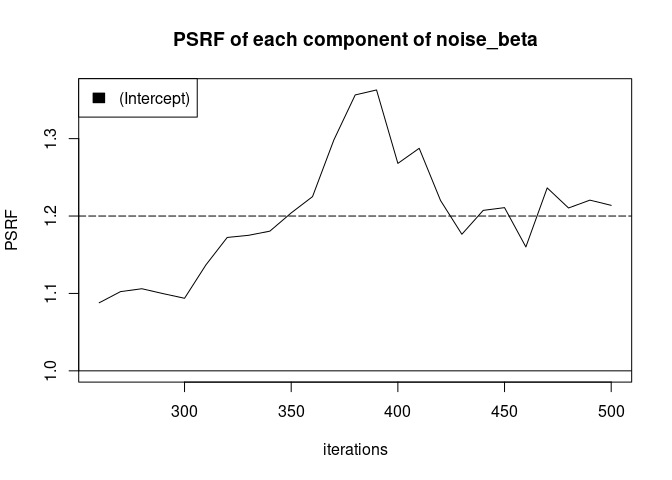 PSRF of each component of noise_beta
(Intercept)
PSRF
1.3
1.2
1.1
1.0
300 350 400 450 500
iterations